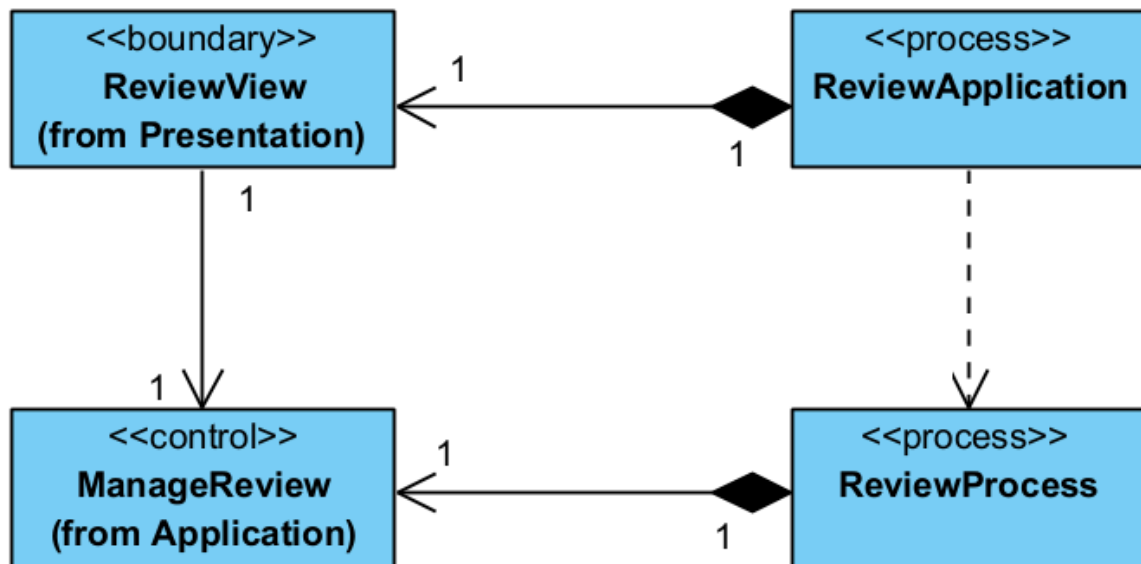 <<boundary>>
ReviewView
(from Presentation)
1
1
<<process>>
ReviewApplication
1
1
<<control>>
ManageReview
(from Application)
1
1
<<process>>
ReviewProcess